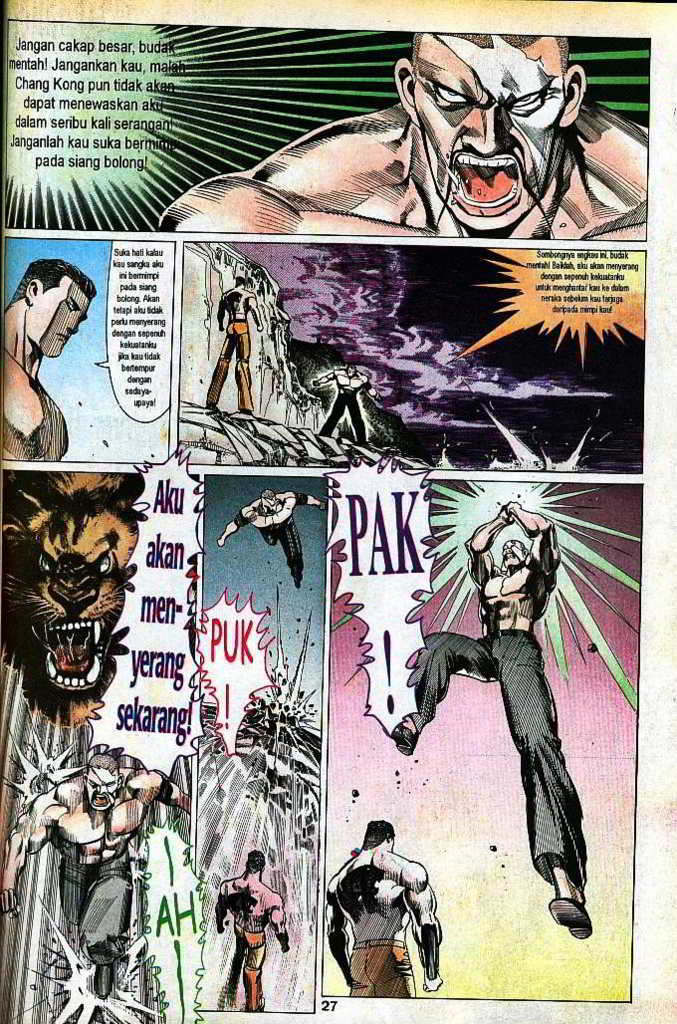 Jangan cakap besar, budak
mentah! Jangankan kau, malah
Chang Kong pun tidak akan
dapat menewaskan aku
dalam seribu kali serangan!
Janganlah kau suka bermimpi
pada siang bolong!
Suka hati kalau
kau sangka aku
ini bermimpi
pada siang
bolong. Akan
tetapi aku tidak
perlu menyerang
dengan sepenuh
kekuatanku
jika kau tidak
bertempur
dengan
sedaya-
upaya!
Sombongnya engkau ini, budak
mentah! Baiklah, aku akan menyerang
dengan sepenuh kekuatanku
untuk menghantar kau ke dalam
neraka sebelum kau terjaga
daripada mimpi kau!
Aku
akan
men-
yerang
sekarang!
I
AH
!
PUK
!
PAK
!
27